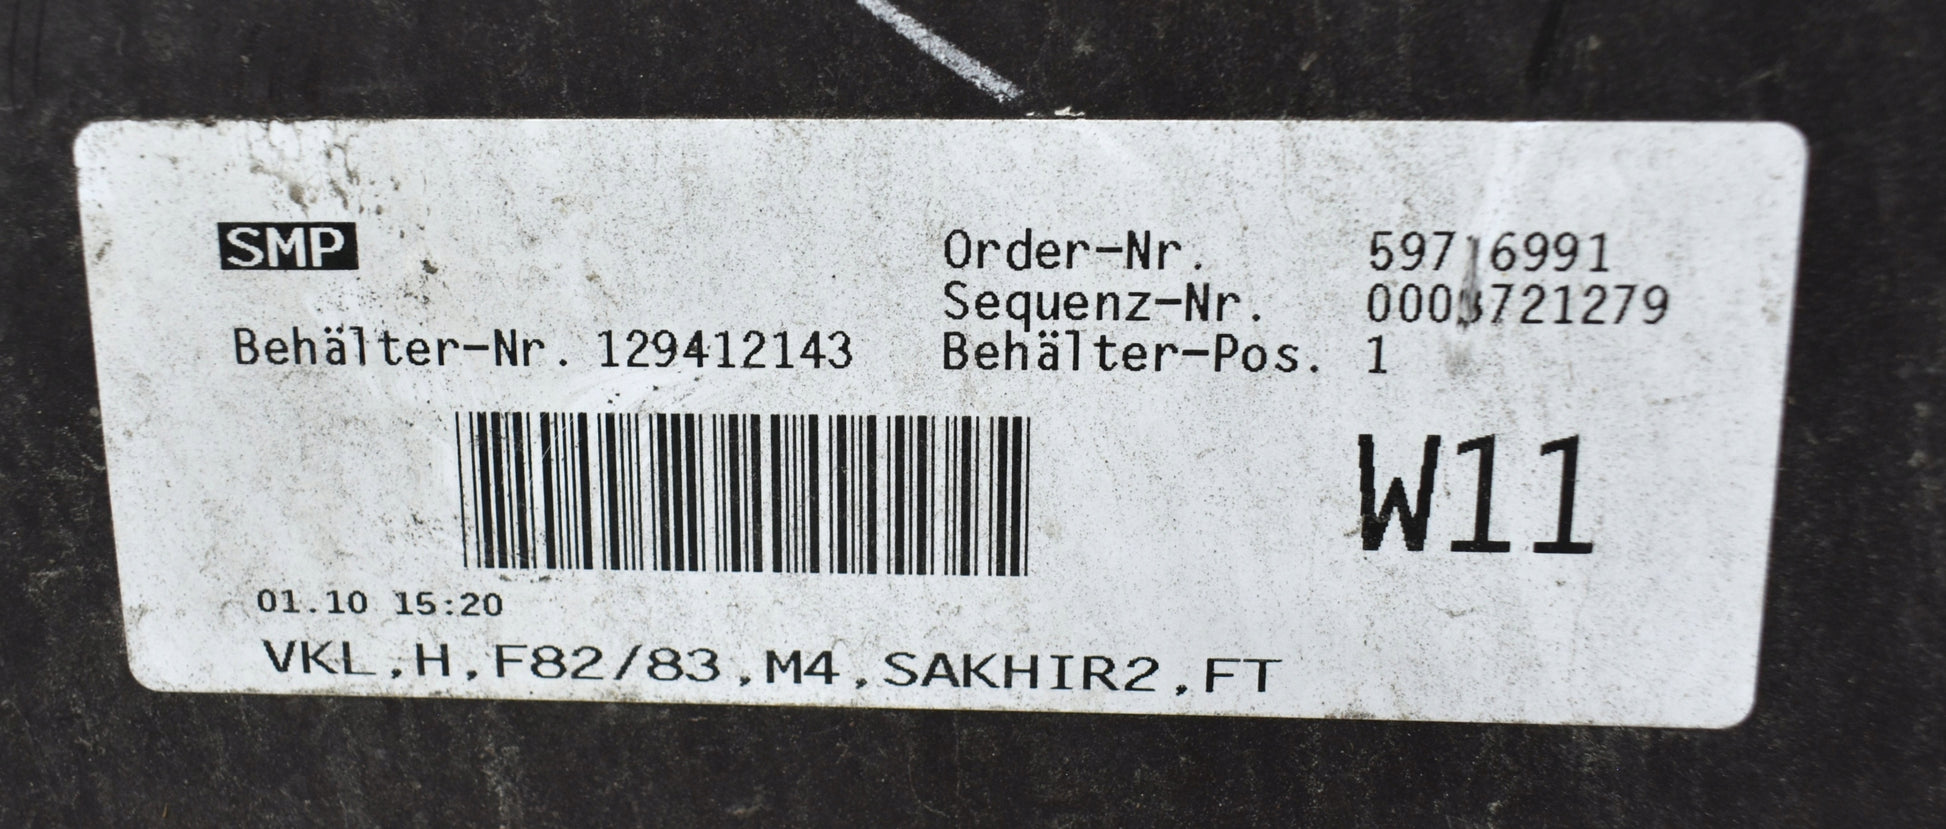 SMP
Order-Nr. 59716991
Sequenz-Nr.
Behälter-Nr. 129412143 Behälter-Pos. 1
W11
01.10 15:20
VKL,H,F82/83,M4,SAKHIR2,FT